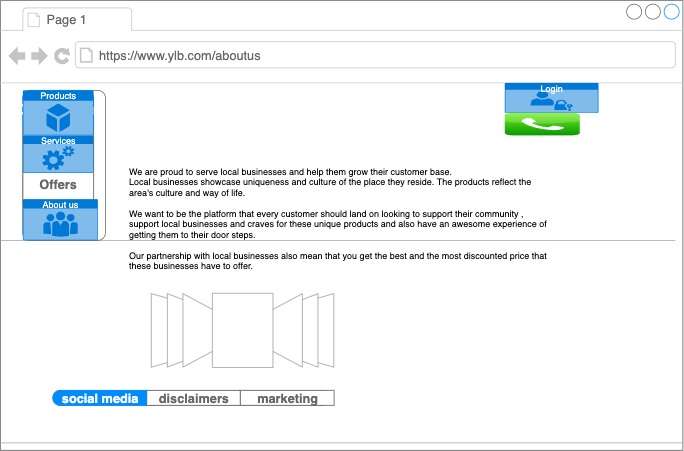 Page 1
https://www.ylb.com/aboutus
Products
Services
Offers
About us
Login
We are proud to serve local businesses and help them grow their customer base.
Local businesses showcase uniqueness and culture of the place they reside. The products reflect the
area's culture and way of life.
We want to be the platform that every customer should land on looking to support their community ,
support local businesses and craves for these unique products and also have an awesome experience of
getting them to their door steps.
Our partnership with local businesses also mean that you get the best and the most discounted price that
these businesses have to offer.
social media
disclaimers
marketing